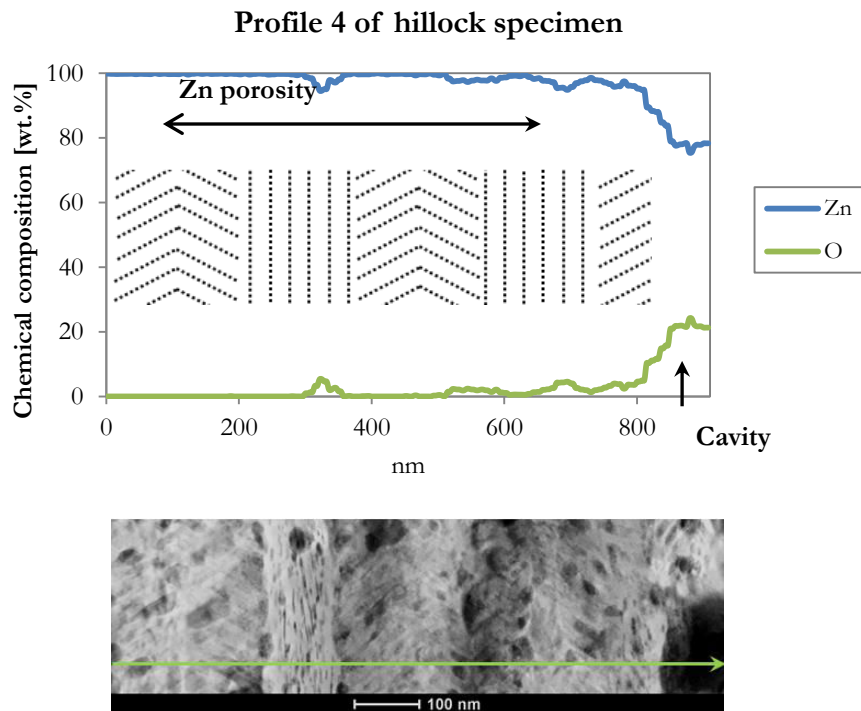 Profile 4 of hillock specimen
Chemical composition [wt.%]
100
80
60
40
20
0
Zn porosity
0 200 400 600 800
nm
Cavity
Zn
O
100 nm